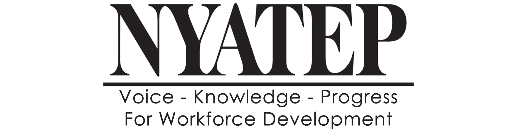 NYATEP
Voice - Knowledge - Progress
For Workforce Development